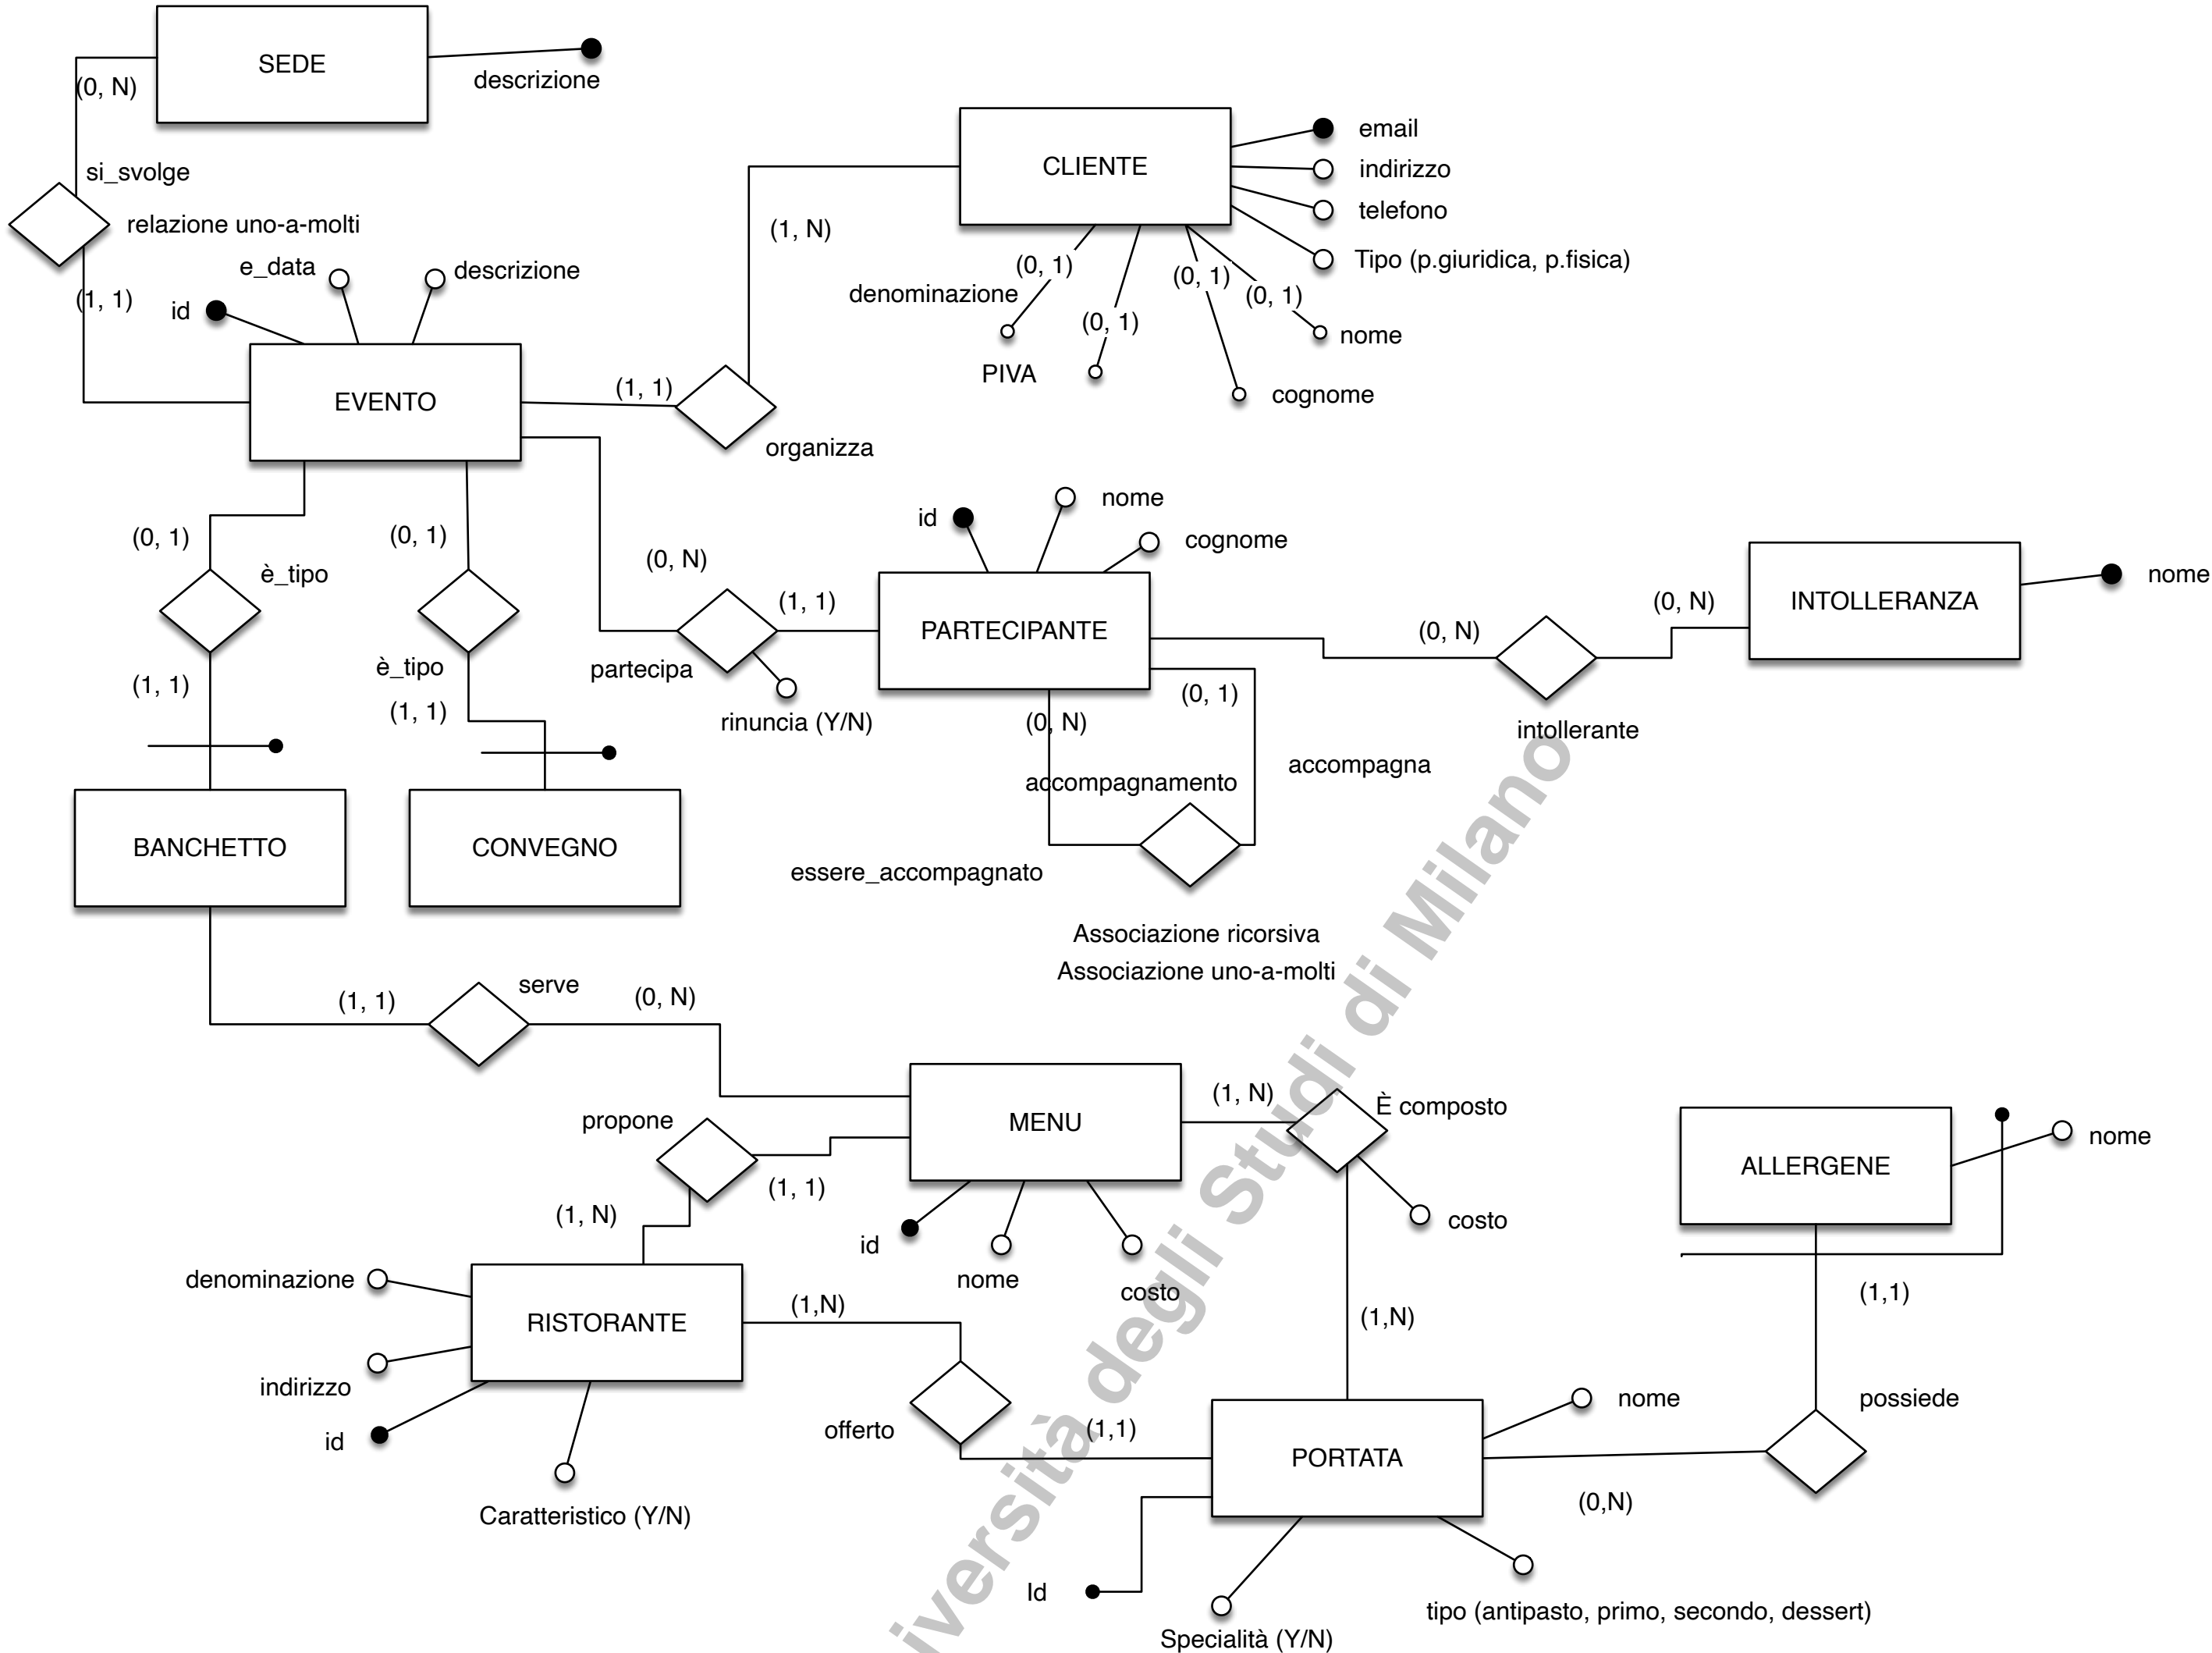 SEDE
descrizione
(0, N)
si_svolge
relazione uno-a-molti
(1, 1)
id
e_data
descrizione
EVENTO
CLIENTE
email
indirizzo
telefono
Tipo (p.giuridica, p.fisica)
(0, 1)
denominazione
(0, 1)
PIVA
(0, 1)
cognome
(0, 1)
nome
(1, N)
(1, 1)
organizza
(0, 1)
è_tipo
(1, 1)
(0, 1)
è_tipo
(1, 1)
BANCHETTO
CONVEGNO
(0, N)
(1, 1)
partecipa
rinuncia (Y/N)
id
nome
cognome
PARTECIPANTE
(0, N)
(0, 1)
accompagnamento
accompagna
essere_accompagnato
Associazione ricorsiva
Associazione uno-a-molti
(0, N)
(0, N)
intollerante
INTOLLERANZA
nome
(1, 1)
serve
(0, N)
MENU
id
nome
costo
propone
(1, 1)
(1, N)
(1, N)
È composto
costo
(1,N)
ALLERGENE
nome
(1,1)
possiede
(0,N)
RISTORANTE
denominazione
indirizzo
id
Caratteristico (Y/N)
(1,N)
offerto
(1,1)
PORTATA
nome
Id
Specialità (Y/N)
tipo (antipasto, primo, secondo, dessert)
iversità degli Studi di Milano